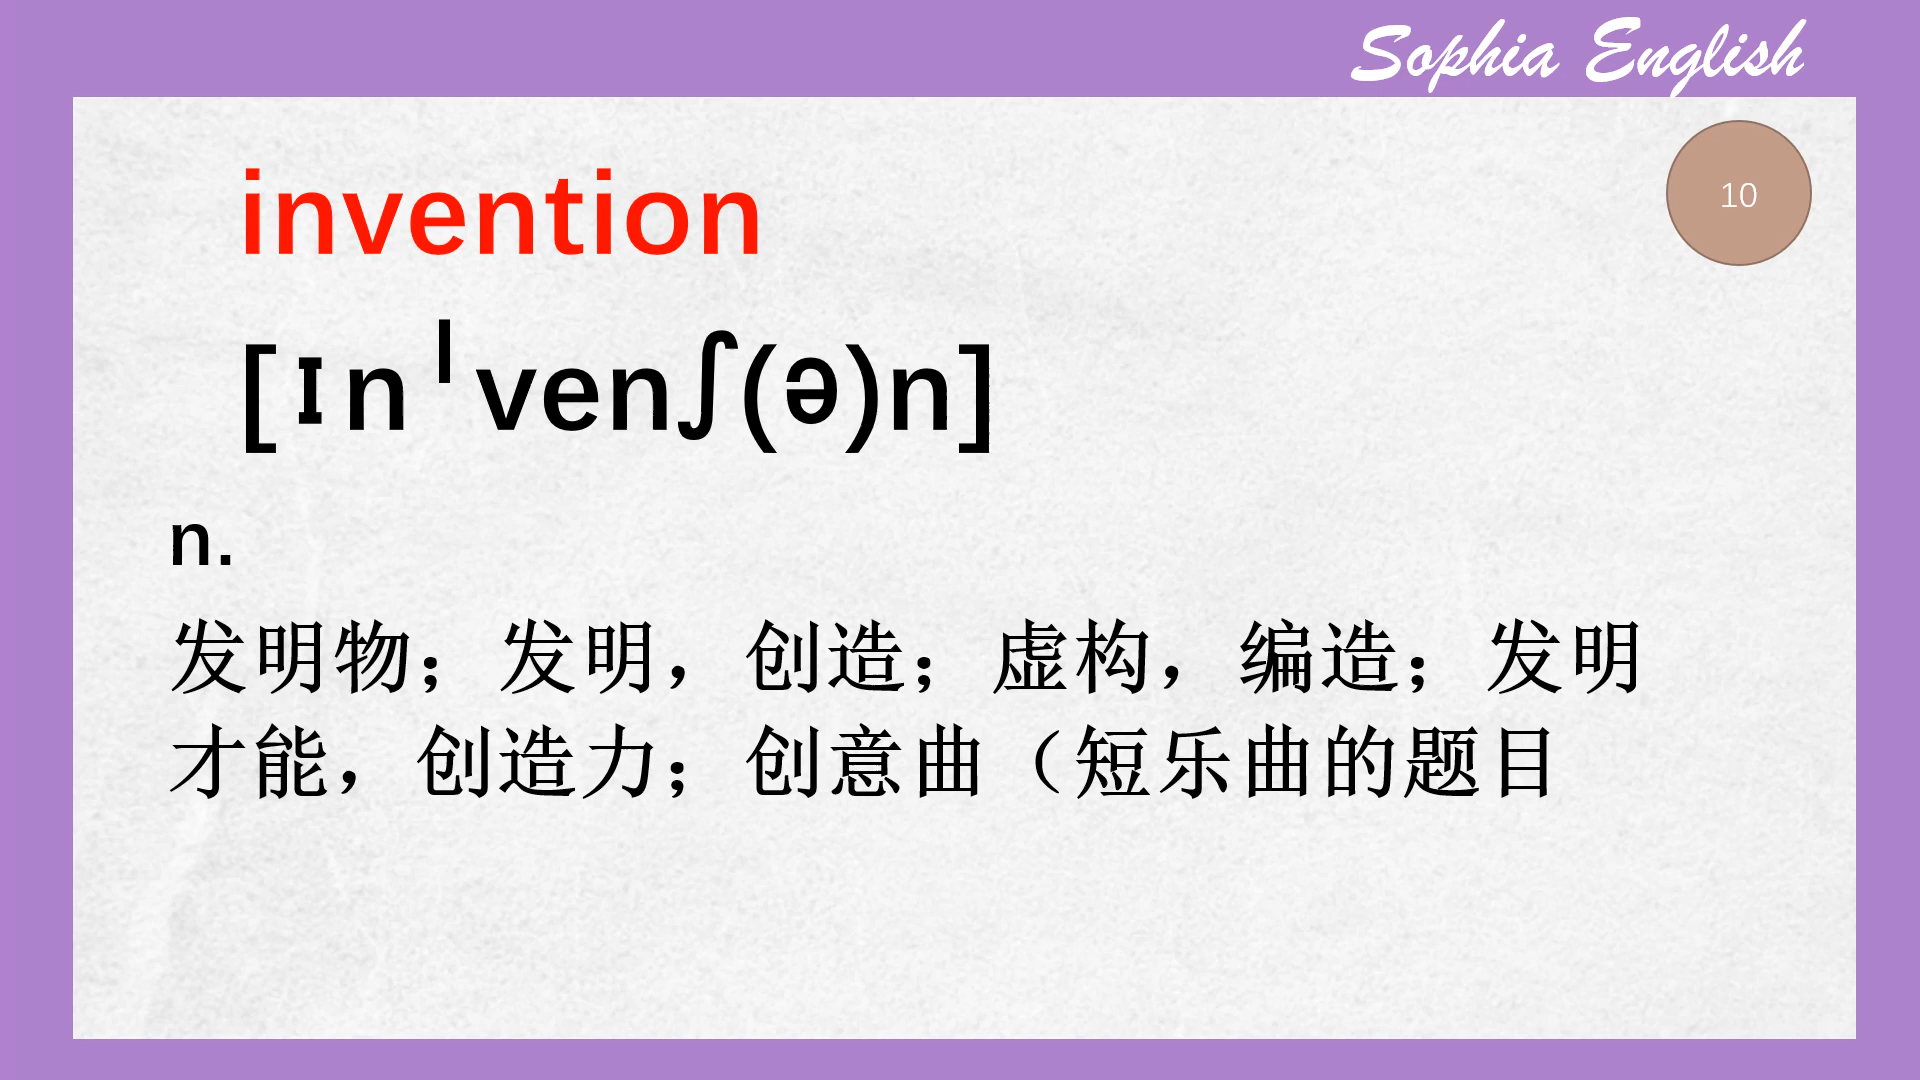 Sophia English
10
invention
[ɪnˈvenʃ(ə)n]
n.
发明物；发明，创造；虚构，编造；发明
才能，创造力；创意曲（短乐曲的题目